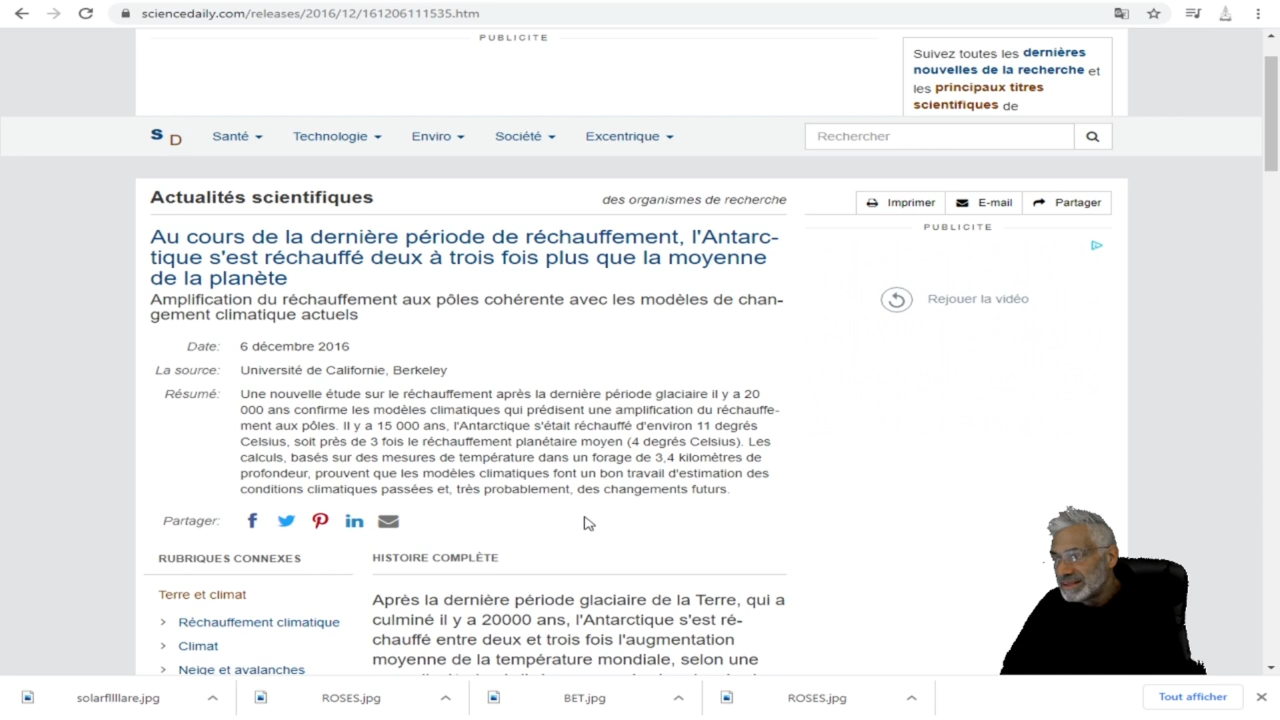 sciencedaily.com/releases/2016/12/161206111535.htm
PUBLICITE
Suivez toutes les dernières
nouvelles de la recherche et
les principaux titres
scientifiques de
S D Santé Technologie Enviro Société Excentrique Rechercher
Actualités scientifiques
des organismes de recherche
Imprimer E-mail Partager
PUBLICITE
Rejouer la vidéo
Au cours de la dernière période de réchauffement, l'Antarc-
tique s'est réchauffé deux à trois fois plus que la moyenne
de la planète
Amplification du réchauffement aux pôles cohérente avec les modèles de chan-
gement climatique actuels
Date: 6 décembre 2016
La source: Université de Californie, Berkeley
Résumé: Une nouvelle étude sur le réchauffement après la dernière période glaciaire il y a 20
000 ans confirme les modèles climatiques qui prédisent une amplification du réchauffe-
ment aux pôles. Il y a 15 000 ans, l'Antarctique s'était réchauffé d'environ 11 degrés
Celsius, soit près de 3 fois le réchauffement planétaire moyen (4 degrés Celsius). Les
calculs, basés sur des mesures de température dans un forage de 3,4 kilomètres de
profondeur, prouvent que les modèles climatiques font un bon travail d'estimation des
conditions climatiques passées et, très probablement, des changements futurs.
Partager:
RUBRIQUES CONNEXES
Terre et climat
Réchauffement climatique
Climat
Neige et avalanches
HISTOIRE COMPLÈTE
Après la dernière période glaciaire de la Terre, qui a
culminé il y a 20000 ans, l'Antarctique s'est ré-
chauffé entre deux et trois fois l'augmentation
moyenne de la température mondiale, selon une
solarflllllare.jpg ROSES.jpg BET.jpg ROSES.jpg Tout afficher